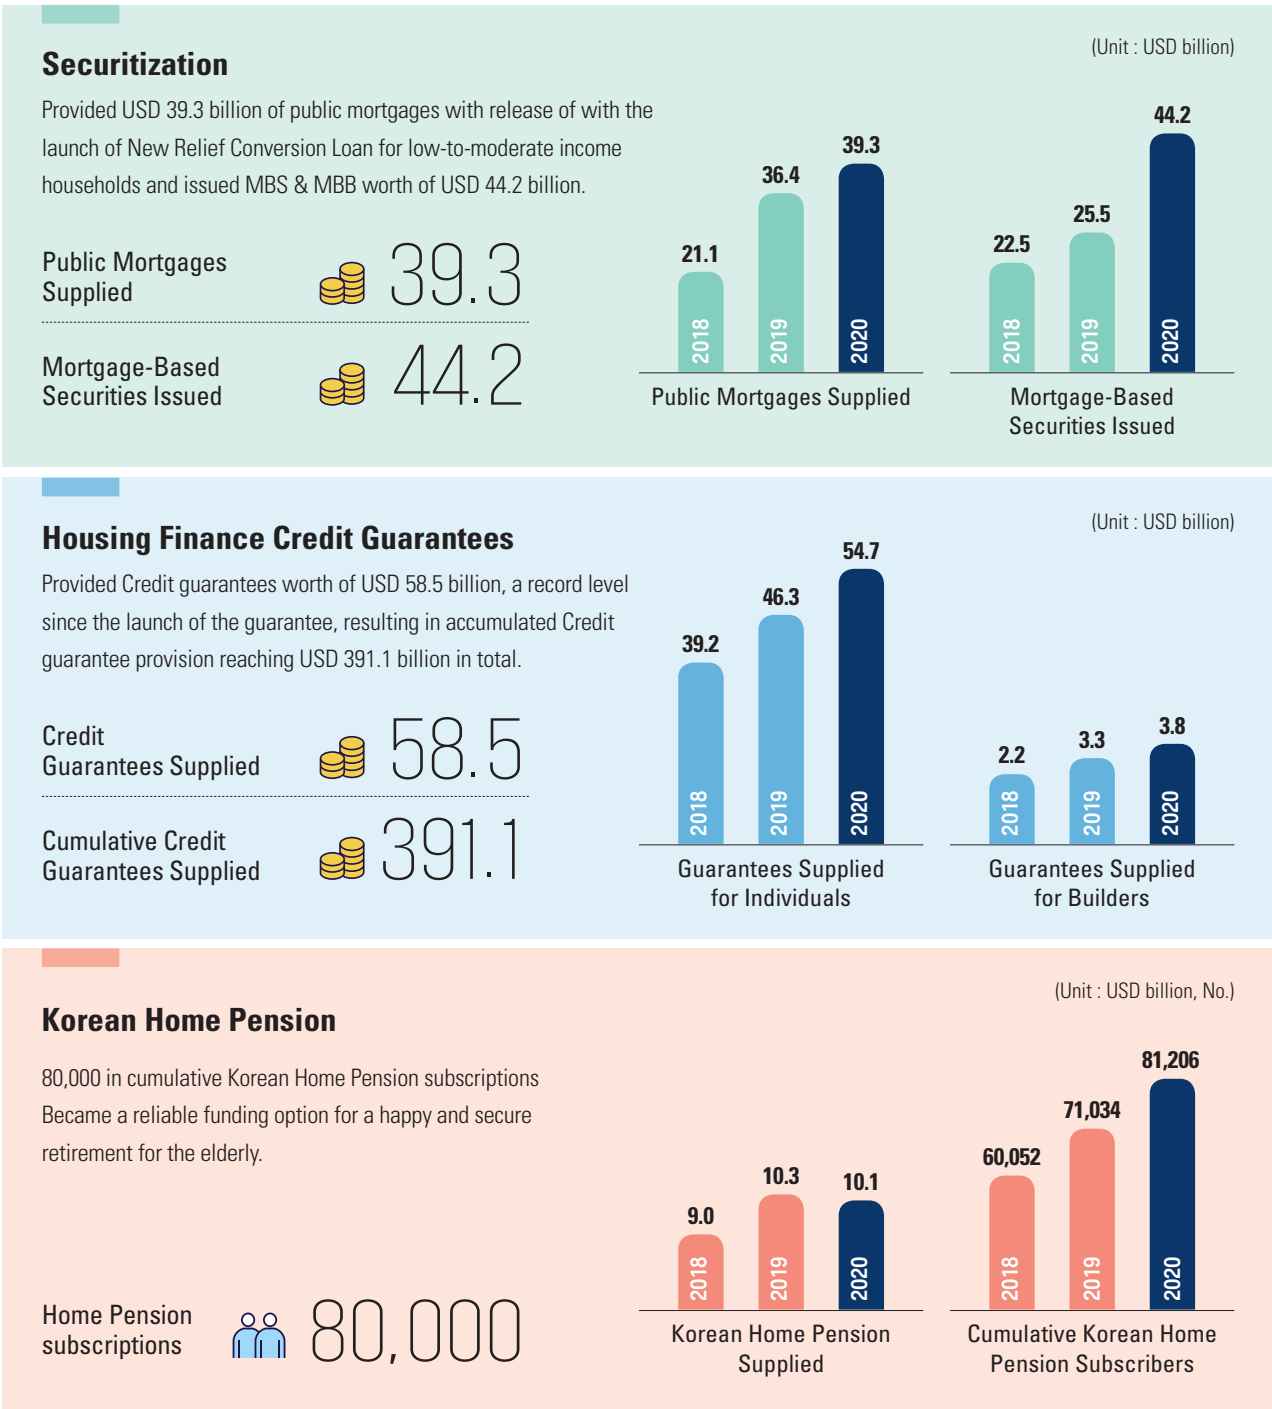 Securitization
(Unit : USD billion)
Provided USD 39.3 billion of public mortgages with release of with the
launch of New Relief Conversion Loan for low-to-moderate income
households and issued MBS & MBB worth of USD 44.2 billion.
Public Mortgages
Supplied
39.3
Mortgage-Based
Securities Issued
44.2
21.1
36.4
39.3
2018
2019
2020
Public Mortgages Supplied
22.5
25.5
44.2
2018
2019
2020
Mortgage-Based
Securities Issued
Housing Finance Credit Guarantees
(Unit : USD billion)
Provided Credit guarantees worth of USD 58.5 billion, a record level
since the launch of the guarantee, resulting in accumulated Credit
guarantee provision reaching USD 391.1 billion in total.
Credit
Guarantees Supplied
58.5
Cumulative Credit
Guarantees Supplied
391.1
39.2
46.3
54.7
2018
2019
2020
Guarantees Supplied
for Individuals
2.2
3.3
3.8
2018
2019
2020
Guarantees Supplied
for Builders
Korean Home Pension
(Unit : USD billion, No.)
80,000 in cumulative Korean Home Pension subscriptions
Became a reliable funding option for a happy and secure
retirement for the elderly.
Home Pension
subscriptions
80,000
9.0
10.3
10.1
2018
2019
2020
Korean Home Pension
Supplied
60,052
71,034
81,206
2018
2019
2020
Cumulative Korean Home
Pension Subscribers